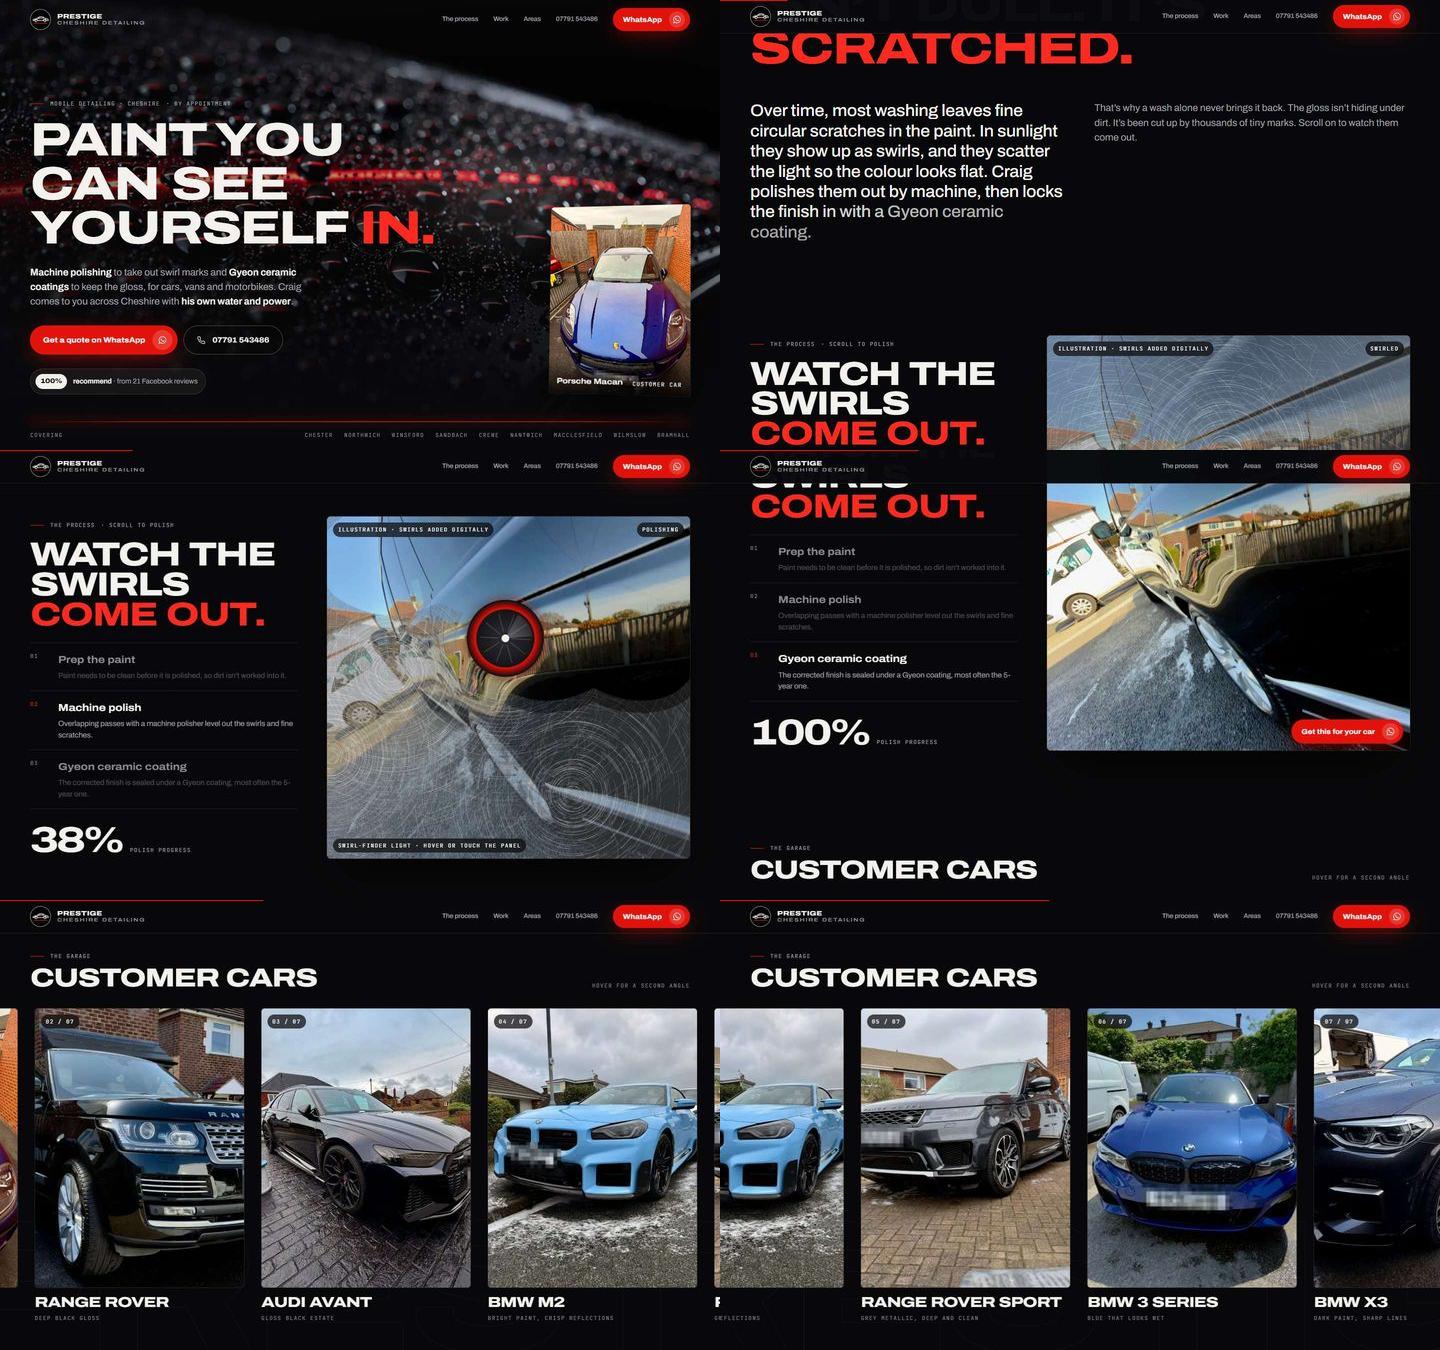 PRESTIGE
CHESHIRE DETAILING
The process Work Areas 07791 543486 WhatsApp
MOBILE DETAILING · CHESHIRE · BY APPOINTMENT
PAINT YOU
CAN SEE
YOURSELF IN.
Machine polishing to take out swirl marks and Gyeon ceramic
coatings to keep the gloss, for cars, vans and motorbikes. Craig
comes to you across Cheshire with his own water and power.
Get a quote on WhatsApp 07791 543486
100% recommend · from 21 Facebook reviews
Porsche Macan CUSTOMER CAR
COVERING CHESTER NORTHWICH WINSFORD SANDBACH CREWE NANTWICH MACCLESFIELD WILMSLOW BRAMHALL
PRESTIGE
CHESHIRE DETAILING
The process Work Areas 07791 543486 WhatsApp
SCRATCHED.
Over time, most washing leaves fine
circular scratches in the paint. In sunlight
they show up as swirls, and they scatter
the light so the colour looks flat. Craig
polishes them out by machine, then locks
the finish in with a Gyeon ceramic
coating.
That's why a wash alone never brings it back. The gloss isn't hiding under
dirt. It's been cut up by thousands of tiny marks. Scroll on to watch them
come out.
THE PROCESS · SCROLL TO POLISH
WATCH THE
SWIRLS
COME OUT.
ILLUSTRATION · SWIRLS ADDED DIGITALLY SWIRLED
PRESTIGE
CHESHIRE DETAILING
The process Work Areas 07791 543486 WhatsApp
THE PROCESS · SCROLL TO POLISH
WATCH THE
SWIRLS
COME OUT.
01 Prep the paint
Paint needs to be clean before it is polished, so dirt isn't worked into it.
02 Machine polish
Overlapping passes with a machine polisher level out the swirls and fine
scratches.
03 Gyeon ceramic coating
The corrected finish is sealed under a Gyeon coating, most often the 5-
year one.
38% POLISH PROGRESS
ILLUSTRATION · SWIRLS ADDED DIGITALLY POLISHING
SWIRL-FINDER LIGHT · HOVER OR TOUCH THE PANEL
PRESTIGE
CHESHIRE DETAILING
The process Work Areas 07791 543486 WhatsApp
SWIRLS
COME OUT.
01 Prep the paint
Paint needs to be clean before it is polished, so dirt isn't worked into it.
02 Machine polish
Overlapping passes with a machine polisher level out the swirls and fine
scratches.
03 Gyeon ceramic coating
The corrected finish is sealed under a Gyeon coating, most often the 5-
year one.
100% POLISH PROGRESS
Get this for your car
THE GARAGE
CUSTOMER CARS
HOVER FOR A SECOND ANGLE
PRESTIGE
CHESHIRE DETAILING
The process Work Areas 07791 543486 WhatsApp
THE GARAGE
CUSTOMER CARS
HOVER FOR A SECOND ANGLE
02 / 07 03 / 07 04 / 07
RANGE ROVER AUDI AVANT BMW M2
DEEP BLACK GLOSS GLOSS BLACK ESTATE BRIGHT PAINT, CRISP REFLECTIONS
PRESTIGE
CHESHIRE DETAILING
The process Work Areas 07791 543486 WhatsApp
THE GARAGE
CUSTOMER CARS
HOVER FOR A SECOND ANGLE
05 / 07 06 / 07 07 / 07
RANGE ROVER SPORT BMW 3 SERIES BMW X3
GREY METALLIC, DEEP AND CLEAN BLUE THAT LOOKS WET DARK PAINT, SHARP LINES